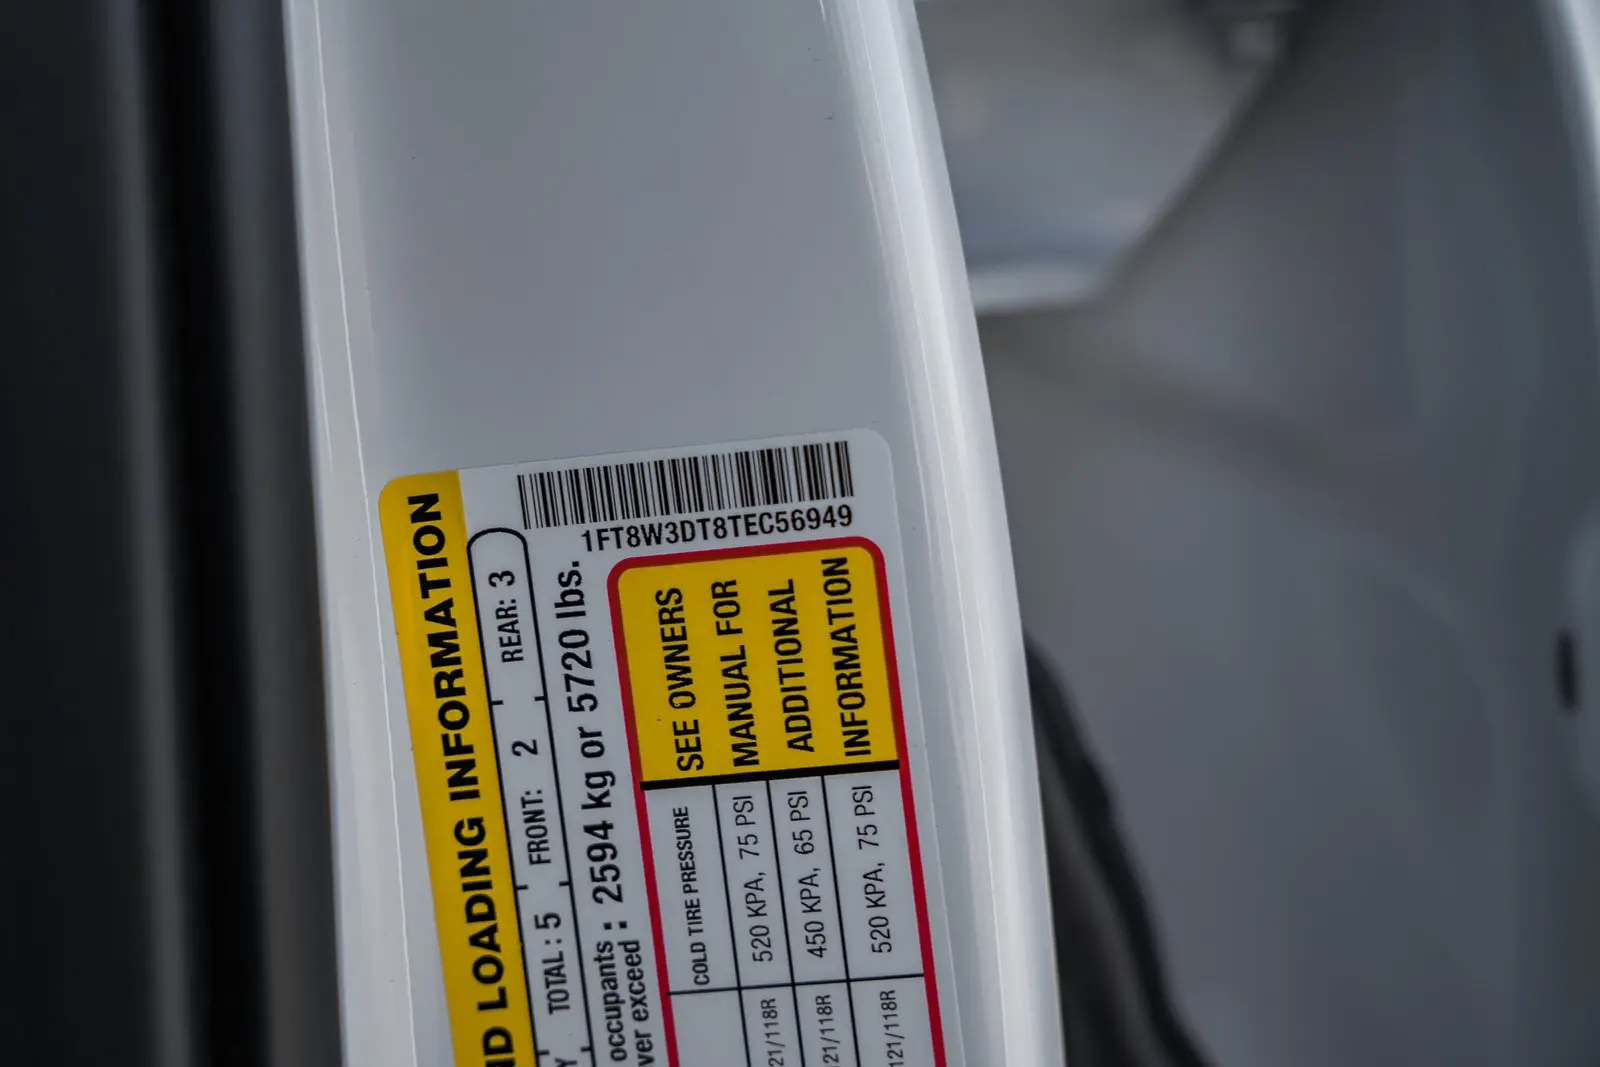 1FT8W3DT8TEC56949
ND LOADING INFORMATION
Y TOTAL: 5 FRONT: 2 REAR: 3
occupants : 2594 kg or 5720 lbs.
ver exceed :
COLD TIRE PRESSURE
21/118R 520 KPA, 75 PSI
21/118R 450 KPA, 65 PSI
121/118R 520 KPA, 75 PSI
SEE OWNERS
MANUAL FOR
ADDITIONAL
INFORMATION